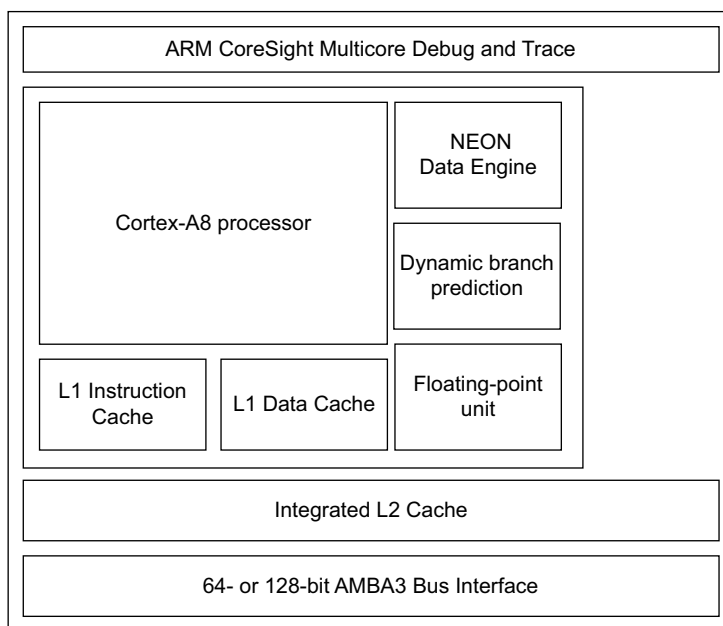 ARM CoreSight Multicore Debug and Trace
Cortex-A8 processor
NEON
Data Engine
Dynamic branch
prediction
L1 Instruction
Cache
L1 Data Cache
Floating-point
unit
Integrated L2 Cache
64- or 128-bit AMBA3 Bus Interface